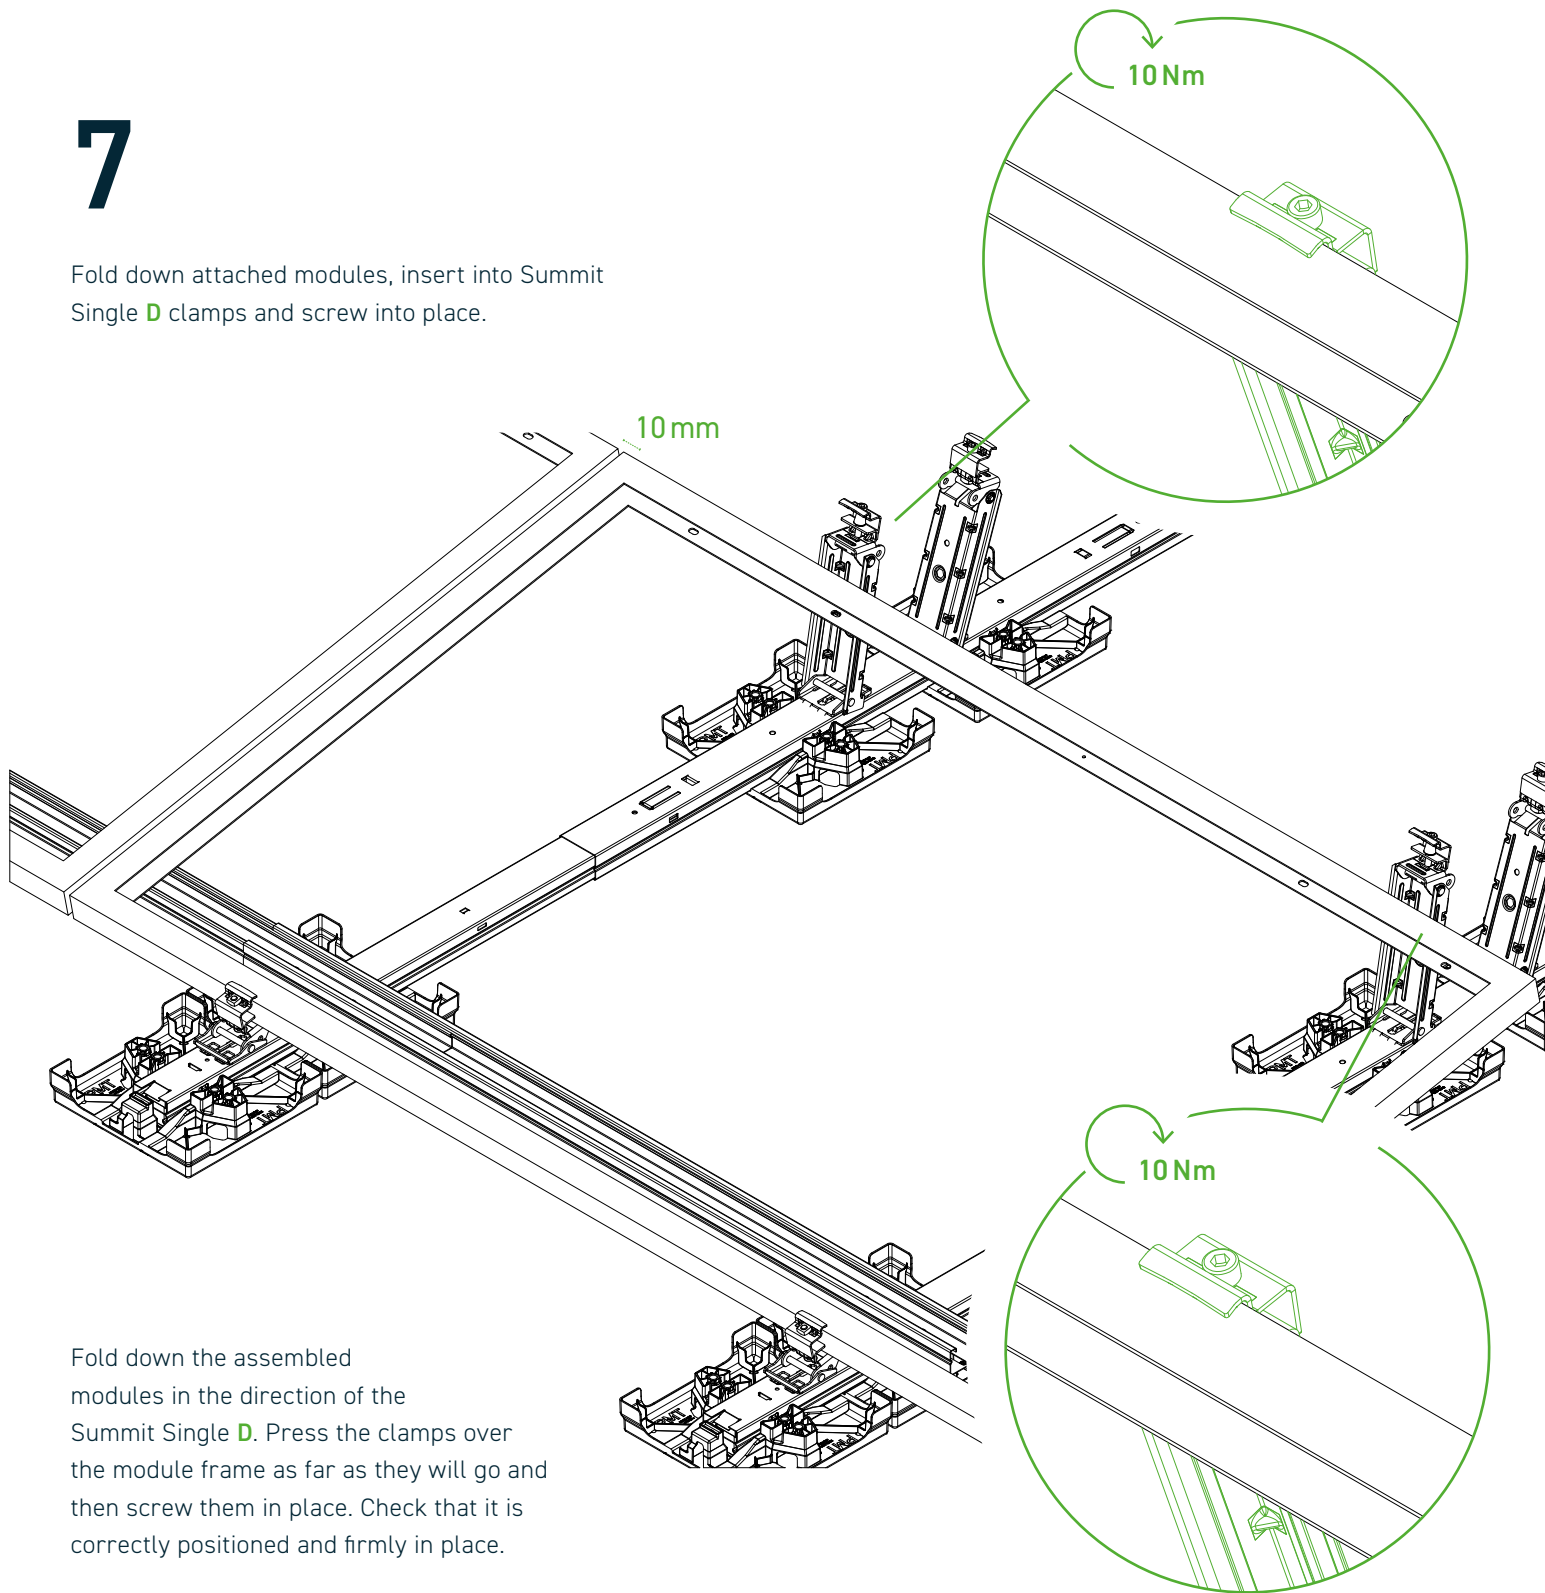 7
Fold down attached modules, insert into Summit
Single D clamps and screw into place.
10 Nm
10 mm
10 Nm
Fold down the assembled
modules in the direction of the
Summit Single D. Press the clamps over
the module frame as far as they will go and
then screw them in place. Check that it is
correctly positioned and firmly in place.